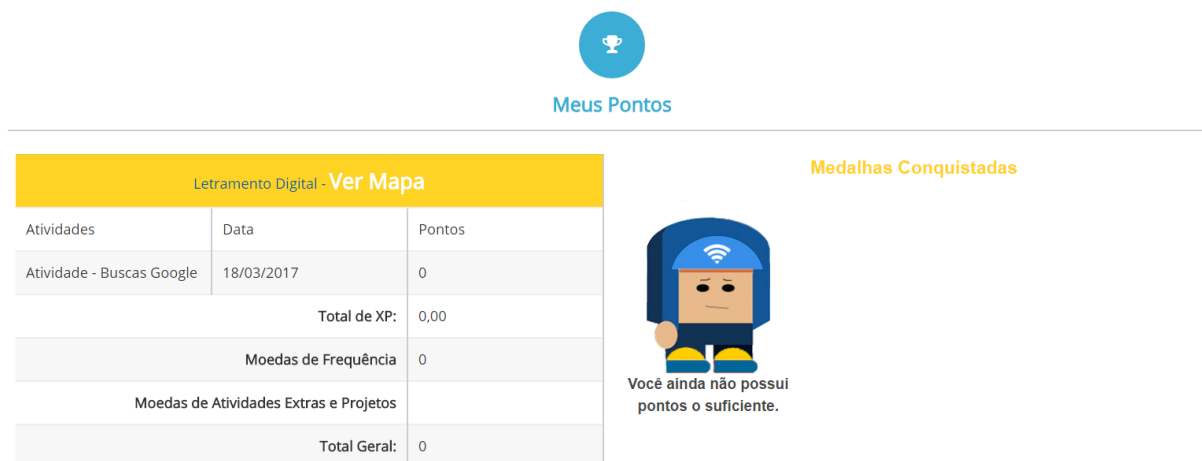 Meus Pontos
Letramento Digital - Ver Mapa
Atividades Data Pontos
Atividade - Buscas Google 18/03/2017 0
Total de XP: 0,00
Moedas de Frequência 0
Moedas de Atividades Extras e Projetos
Total Geral: 0
Medalhas Conquistadas
Você ainda não possui
pontos o suficiente.